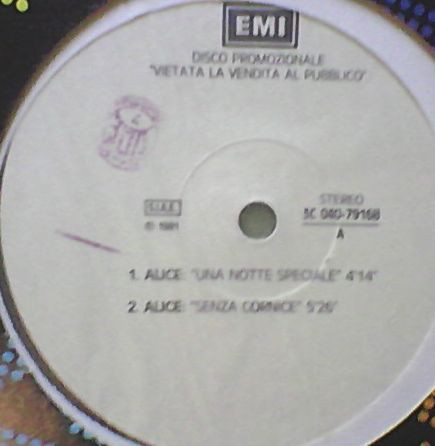 EMI
DISCO PROMOZIONALE
"VIETATA LA VENDITA AL PUBBLICO"
S.I.A.E.
℗ 1981
STEREO
3C 040-79168
A
1. ALICE: "UNA NOTTE SPECIALE" 4'14"
2. ALICE: "SENZA CORNICE" 5'26"